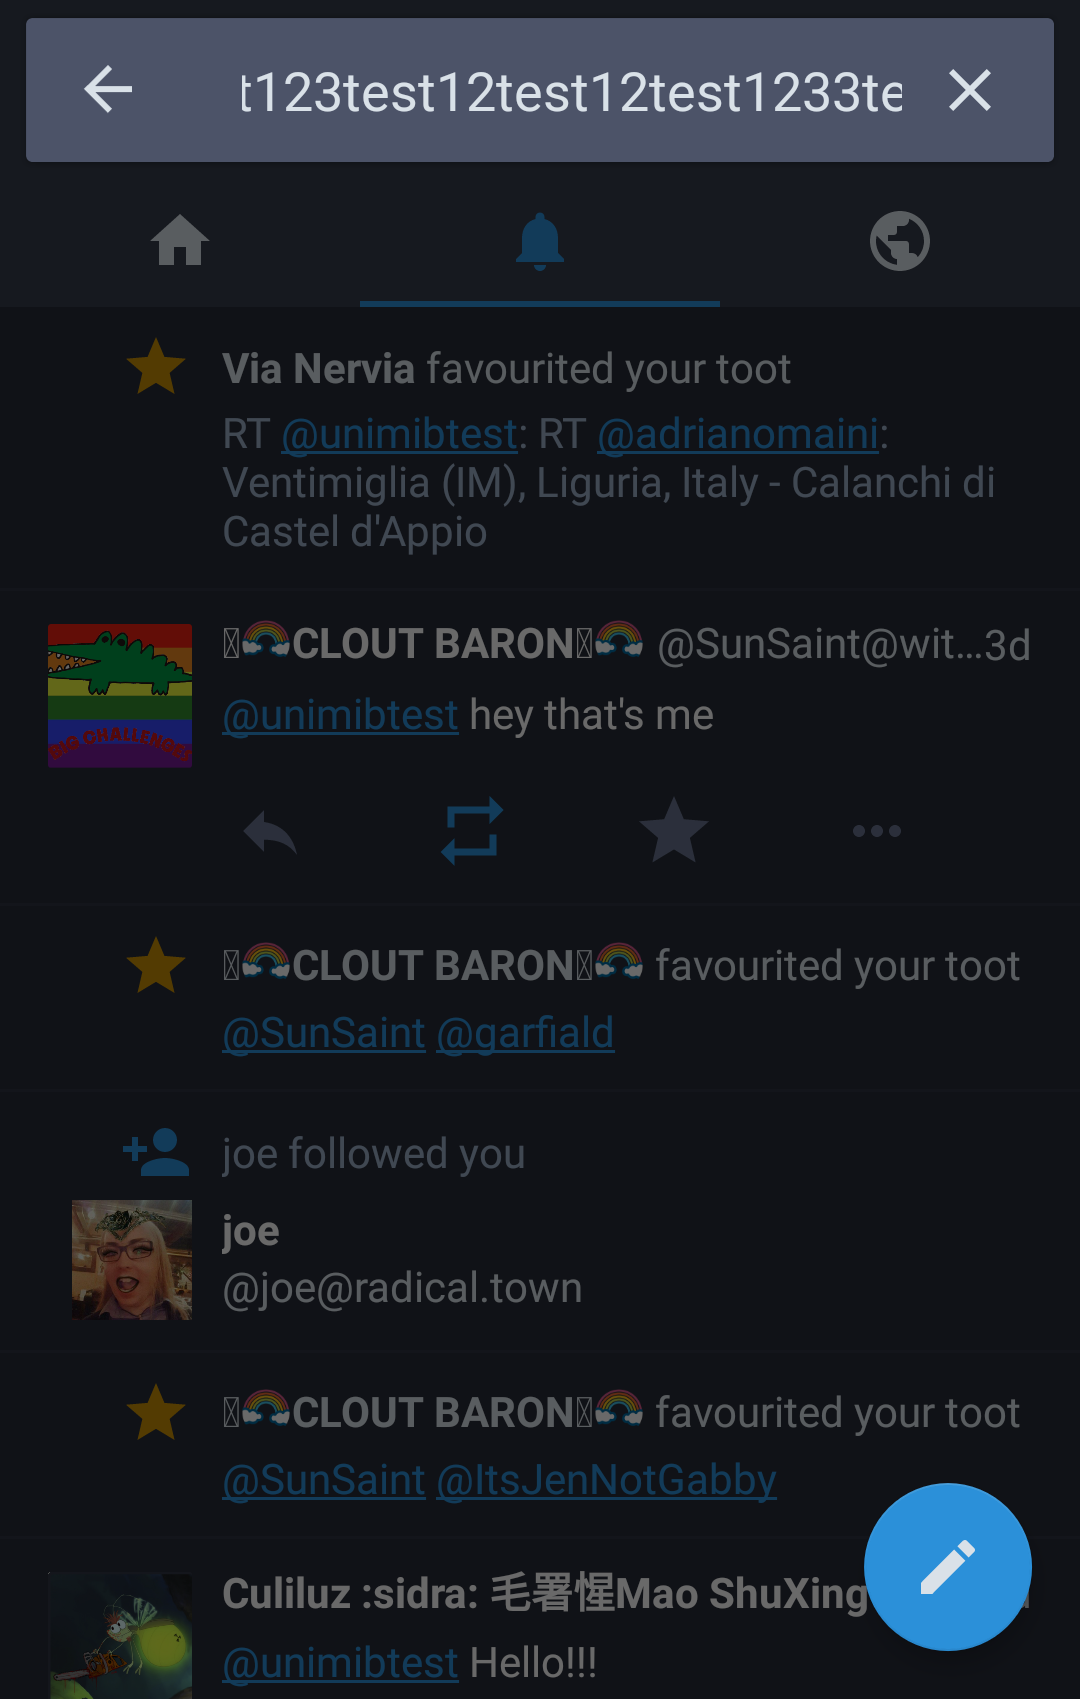 t123test12test12test1233te
Via Nervia favourited your toot
RT @unimibtest: RT @adrianomaini:
Ventimiglia (IM), Liguria, Italy - Calanchi di
Castel d'Appio
🌈CLOUT BARON🌈 @SunSaint@wit...3d
@unimibtest hey that's me
BIG CHALLENGES
🌈CLOUT BARON🌈 favourited your toot
@SunSaint @garfiald
joe followed you
joe
@joe@radical.town
🌈CLOUT BARON🌈 favourited your toot
@SunSaint @ItsJenNotGabby
Culiluz :sidra: 毛署惺Mao ShuXing
@unimibtest Hello!!!